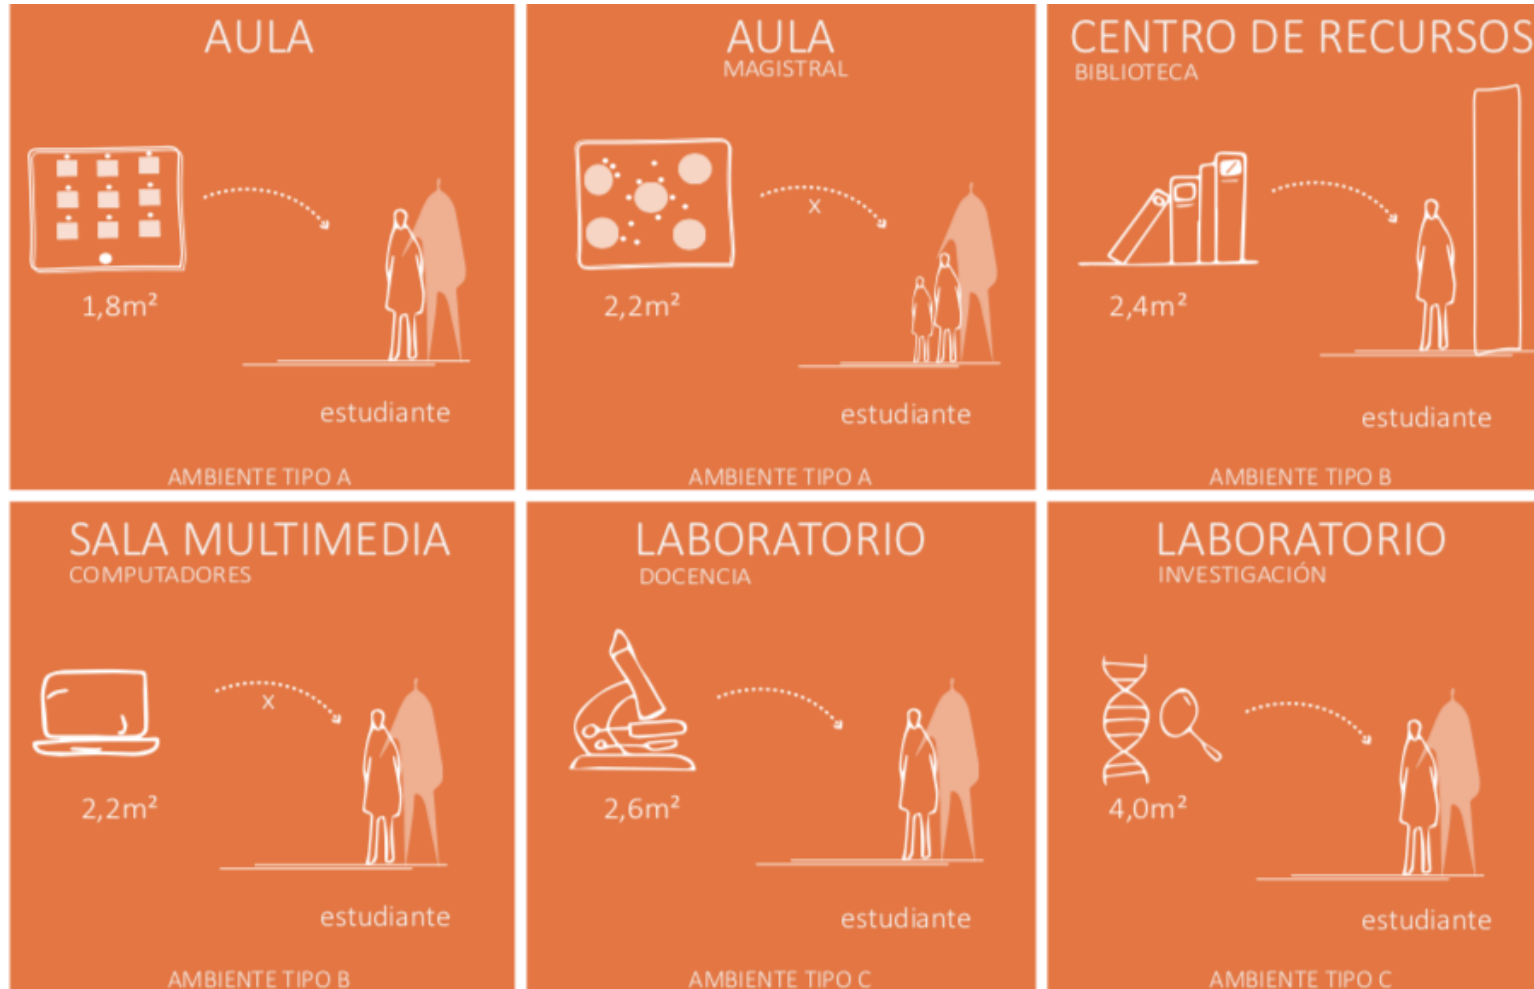 AULA
1,8m²
estudiante
AMBIENTE TIPO A
AULA
MAGISTRAL
x
2,2m²
estudiante
AMBIENTE TIPO A
CENTRO DE RECURSOS
BIBLIOTECA
2,4m²
estudiante
AMBIENTE TIPO B
SALA MULTIMEDIA
COMPUTADORES
x
2,2m²
estudiante
AMBIENTE TIPO B
LABORATORIO
DOCENCIA
2,6m²
estudiante
AMBIENTE TIPO C
LABORATORIO
INVESTIGACIÓN
4,0m²
estudiante
AMBIENTE TIPO C